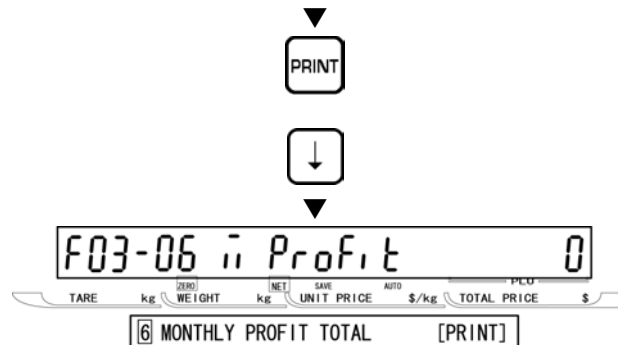 PRINT
↓
F03-06 ii Profit 0
ZERO NET SAVE AUTO PLU
TARE kg WEIGHT kg UNIT PRICE $/kg TOTAL PRICE $
6 MONTHLY PROFIT TOTAL [PRINT]